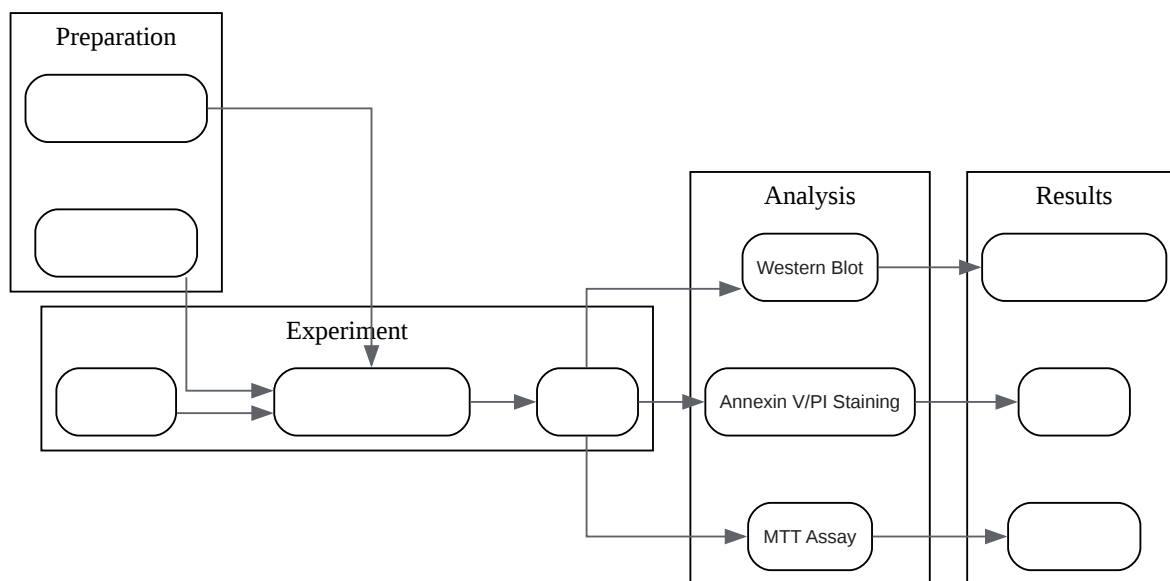 Preparation
Experiment
Analysis
Western Blot
Annexin V/PI Staining
MTT Assay
Results